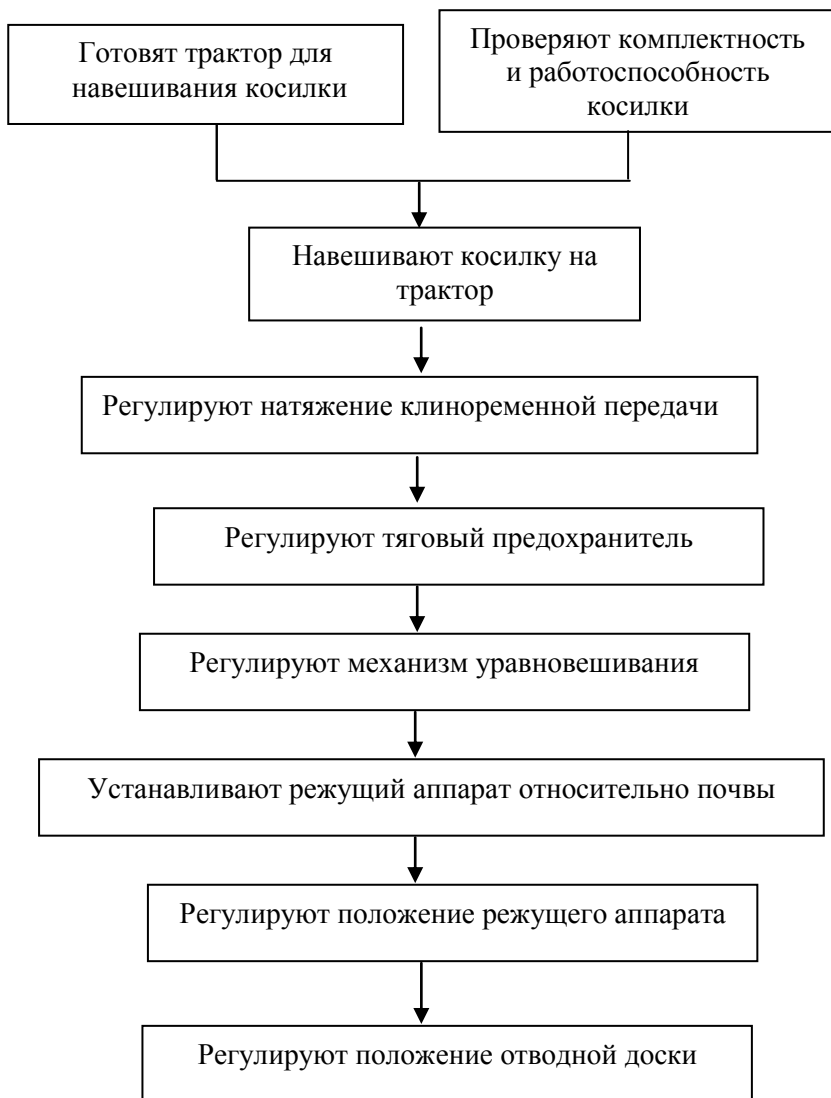 Готовят трактор для
навешивания косилки
Проверяют комплектность
и работоспособность
косилки
Навешивают косилку на
трактор
Регулируют натяжение клиноременной передачи
Регулируют тяговый предохранитель
Регулируют механизм уравновешивания
Устанавливают режущий аппарат относительно почвы
Регулируют положение режущего аппарата
Регулируют положение отводной доски